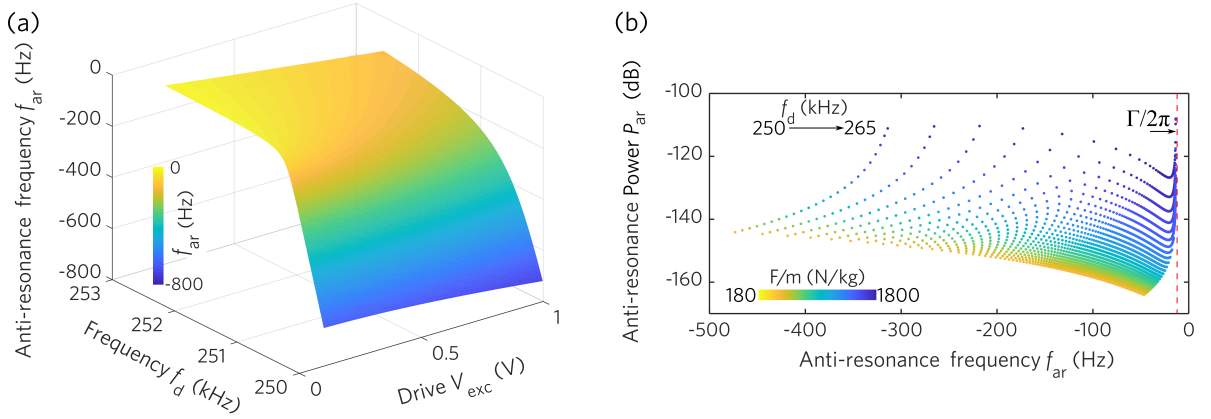 (a)
Anti-resonance frequency f_ar (Hz)
0
-200
-400
-600
-800
0
f_ar (Hz)
-800
253
252
251
250
Frequency f_d (kHz)
0
0.5
1
Drive V_exc (V)
(b)
Anti-resonance Power P_ar (dB)
-100
-120
-140
-160
f_d (kHz)
250 265
Γ/2π
F/m (N/kg)
180 1800
-500 -400 -300 -200 -100 0
Anti-resonance frequency f_ar (Hz)